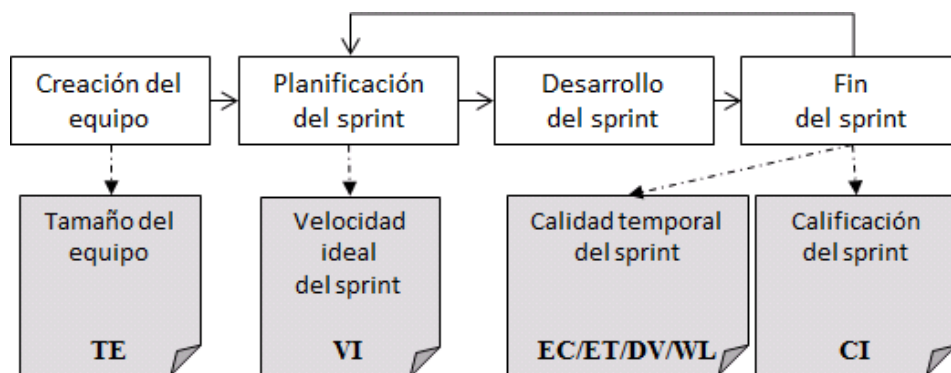 Creación del
equipo
Planificación
del sprint
Desarrollo
del sprint
Fin
del sprint
Tamaño del
equipo
TE
Velocidad
ideal
del sprint
VI
Calidad temporal
del sprint
EC/ET/DV/WL
Calificación
del sprint
CI